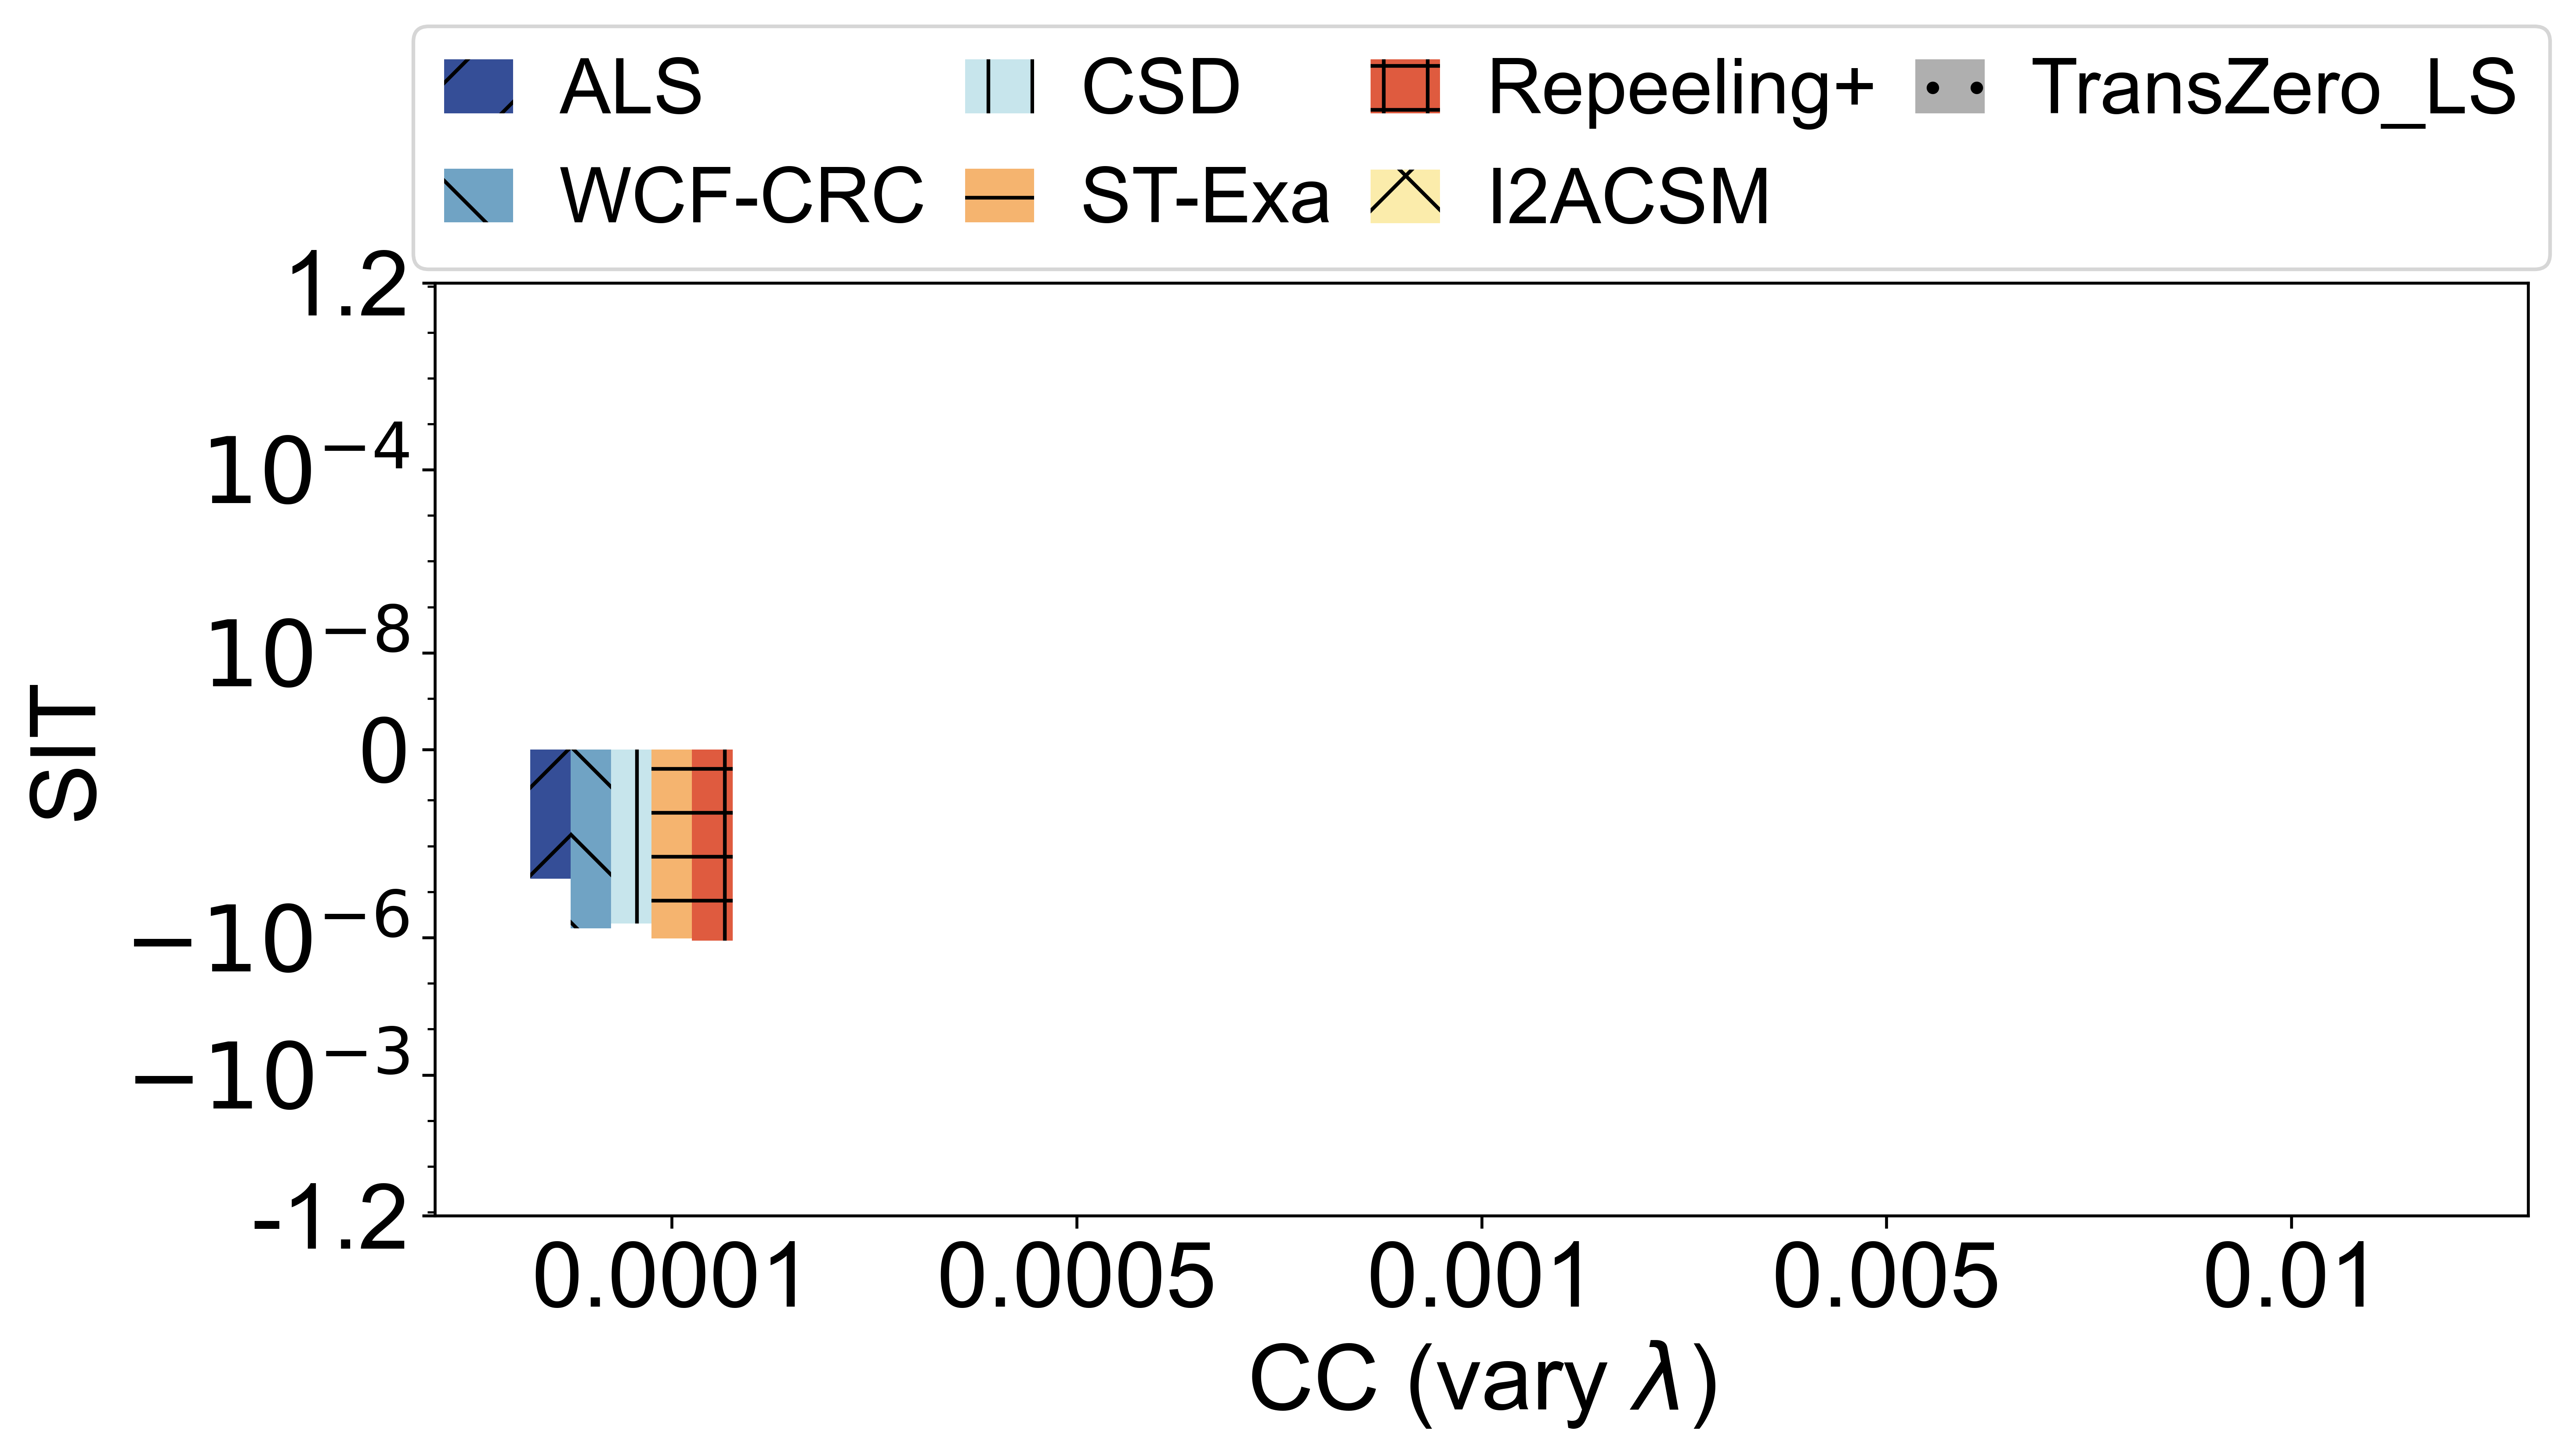 ALS CSD Repeeling+ TransZero_LS
WCF-CRC ST-Exa I2ACSM
1.2
10⁻⁴
10⁻⁸
0
−10⁻⁶
−10⁻³
-1.2
SIT
0.0001 0.0005 0.001 0.005 0.01
CC (vary λ)